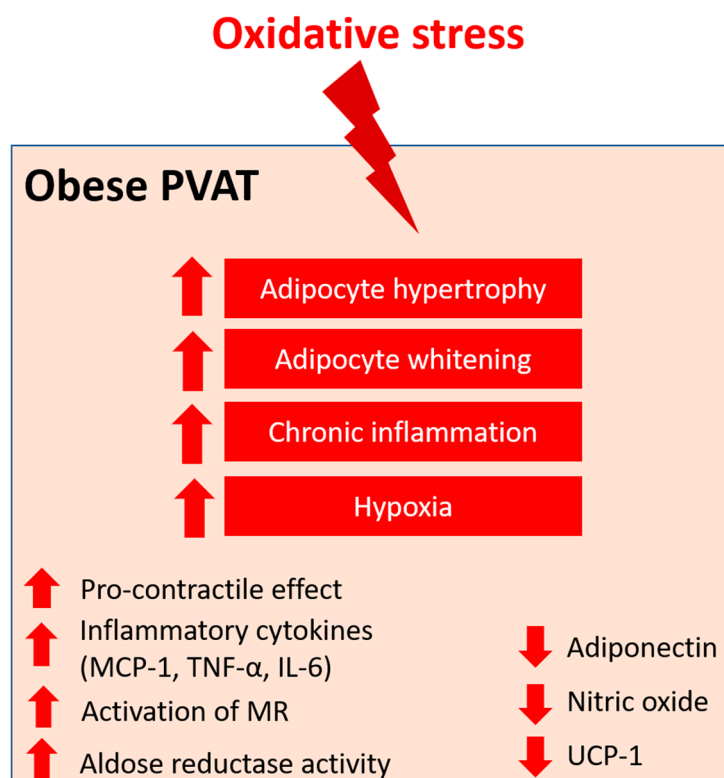 Oxidative stress
Obese PVAT
Adipocyte hypertrophy
Adipocyte whitening
Chronic inflammation
Hypoxia
Pro-contractile effect
Inflammatory cytokines
(MCP-1, TNF-α, IL-6)
Activation of MR
Aldose reductase activity
Adiponectin
Nitric oxide
UCP-1